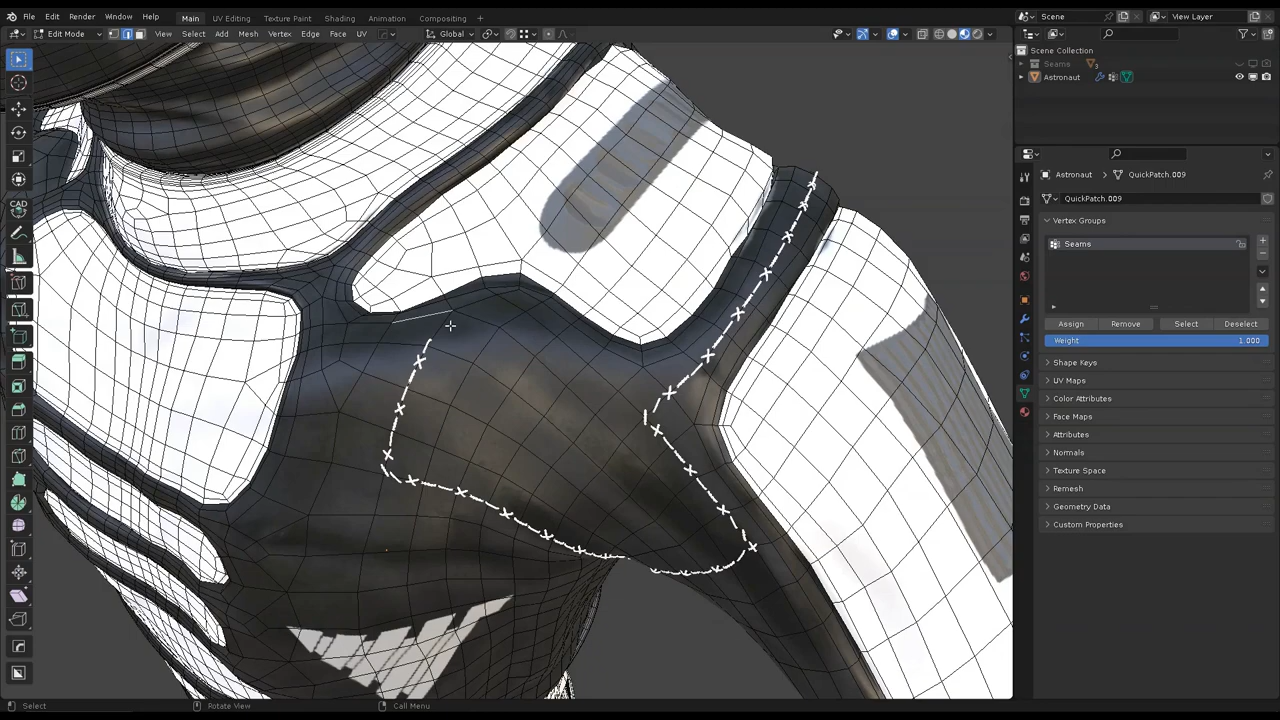 File Edit Render Window Help Main UV Editing Texture Paint Shading Animation Compositing + Scene View Layer
Edit Mode View Select Add Mesh Vertex Edge Face UV Global
Scene Collection
Seams 3
Astronaut
CAD
Astronaut > QuickPatch.009
QuickPatch.009
Vertex Groups
Seams
Assign Remove Select Deselect
Weight 1.000
Shape Keys
UV Maps
Color Attributes
Face Maps
Attributes
Normals
Texture Space
Remesh
Geometry Data
Custom Properties
Select Rotate View Call Menu